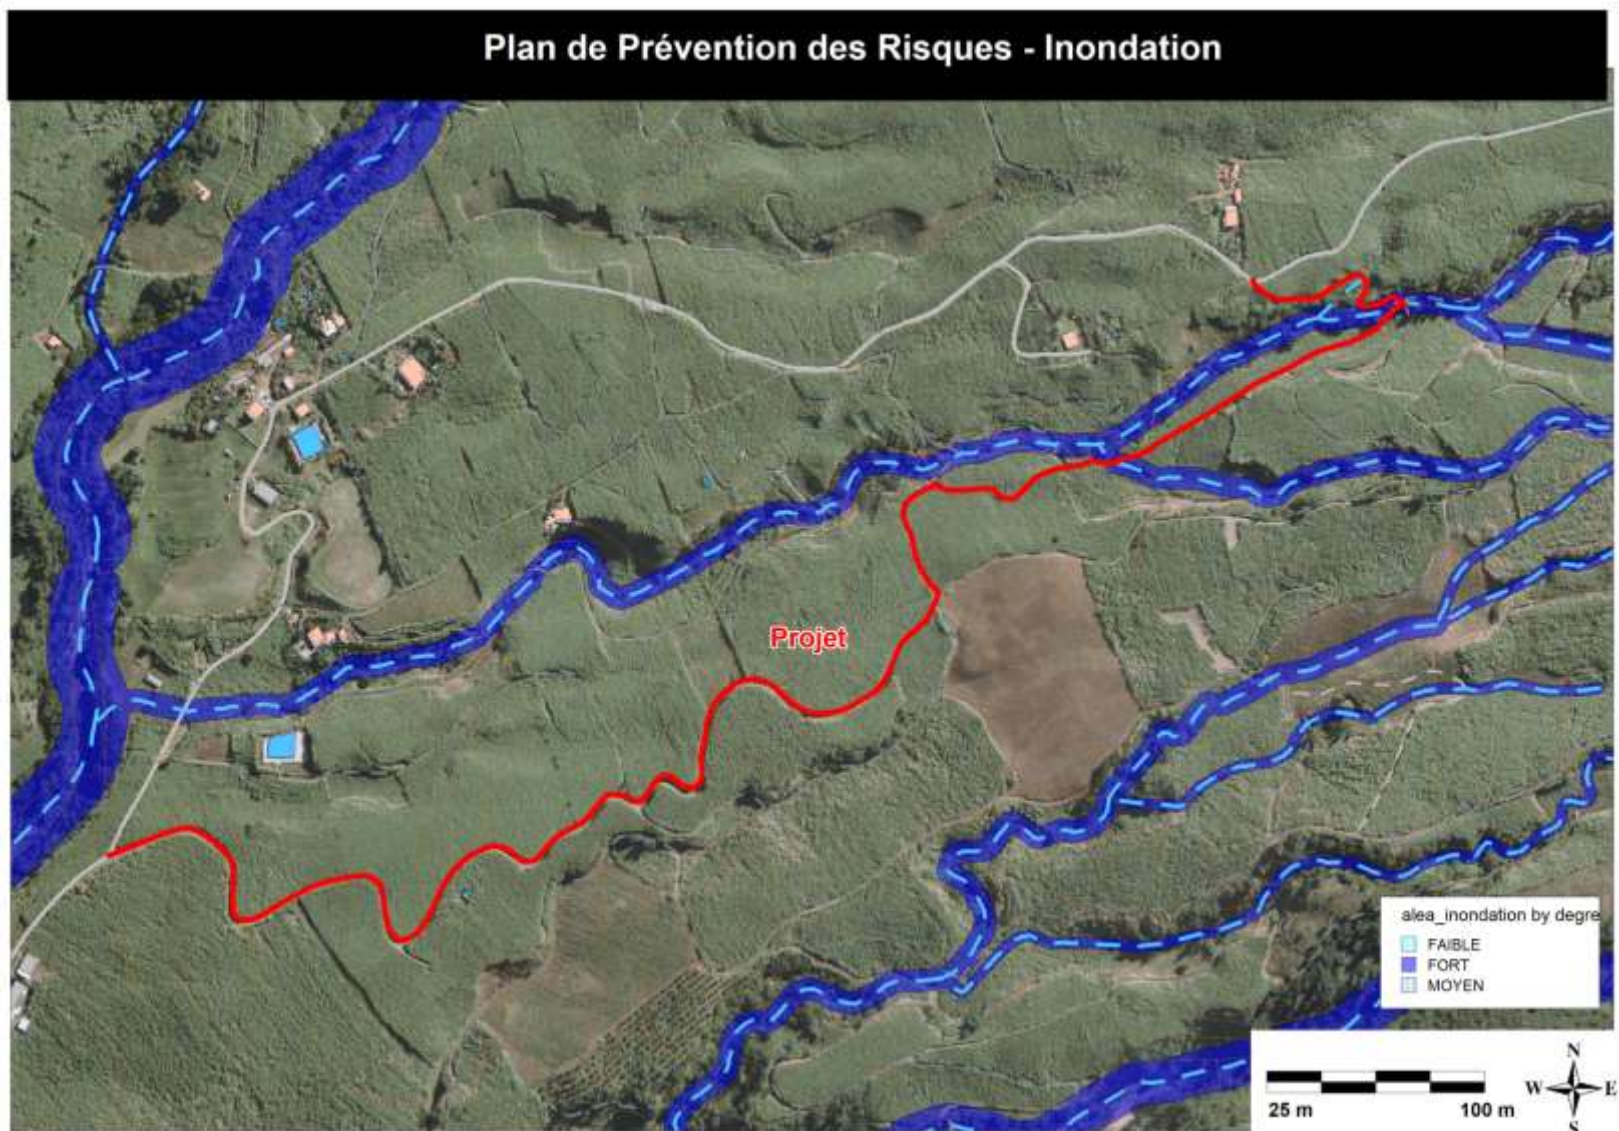 Plan de Prévention des Risques - Inondation
Projet
alea_inondation by degre
FAIBLE
FORT
MOYEN
N
W E
S
25 m 100 m